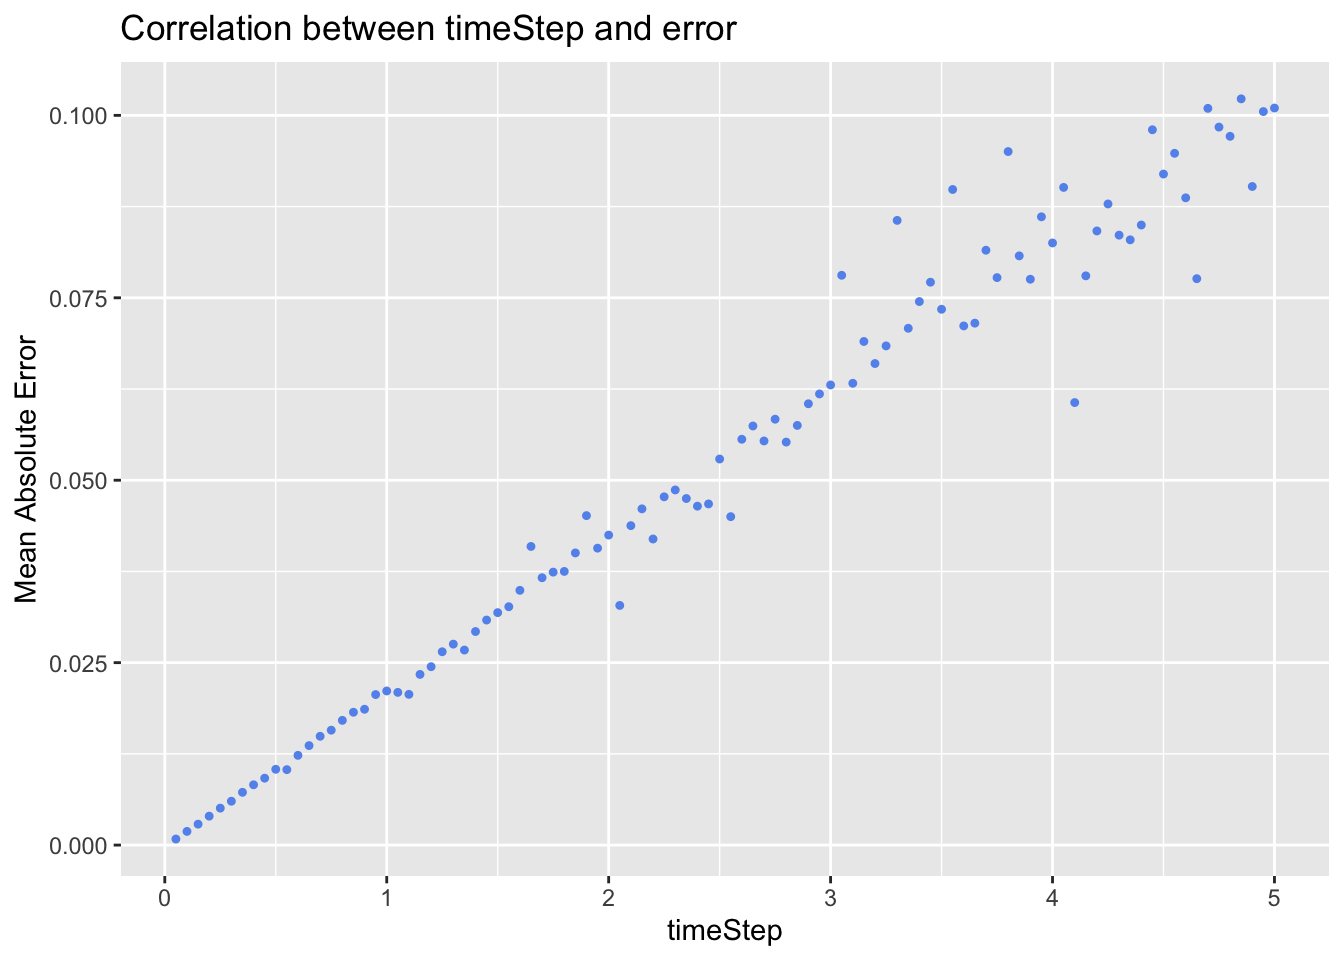 Correlation between timeStep and error
Mean Absolute Error
0.100
0.075
0.050
0.025
0.000
0 1 2 3 4 5
timeStep